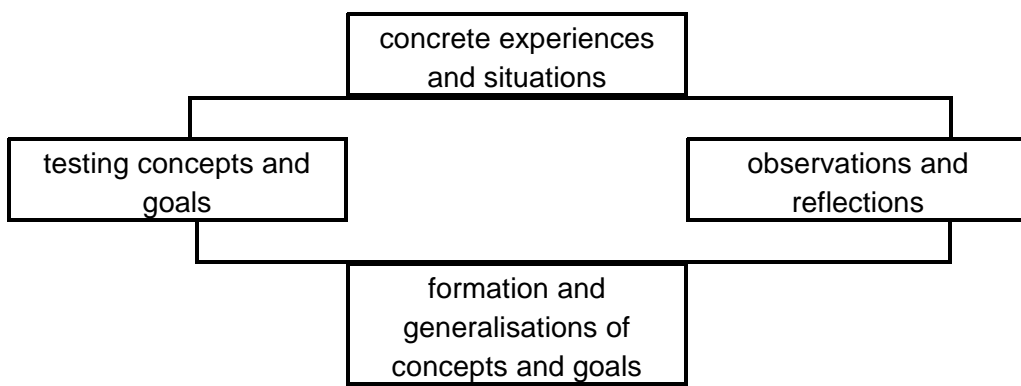 concrete experiences
and situations
testing concepts and
goals
observations and
reflections
formation and
generalisations of
concepts and goals